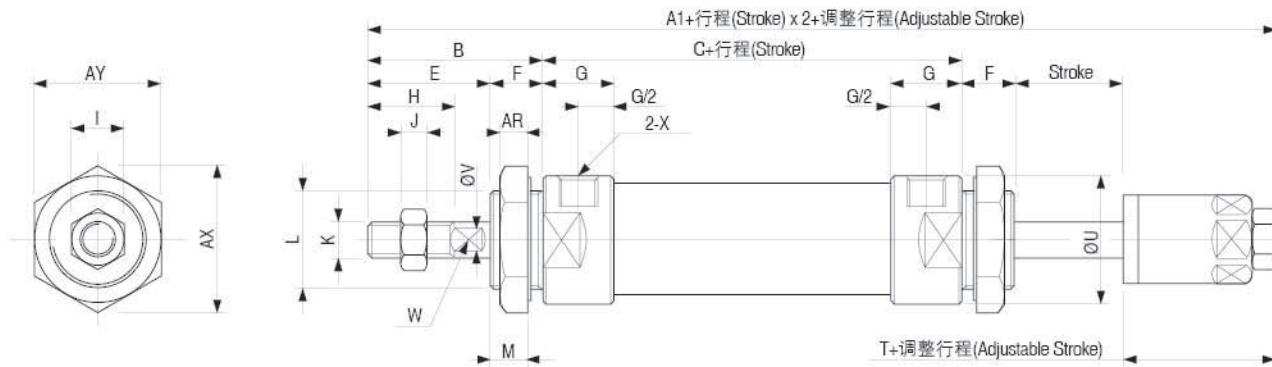 A1+行程(Stroke) x 2+调整行程(Adjustable Stroke)
B
C+行程(Stroke)
AY
E
F
G
G
F
Stroke
H
G/2
G/2
I
J
AR
2-X
ØV
AX
L
K
ØU
W
M
T+调整行程(Adjustable Stroke)